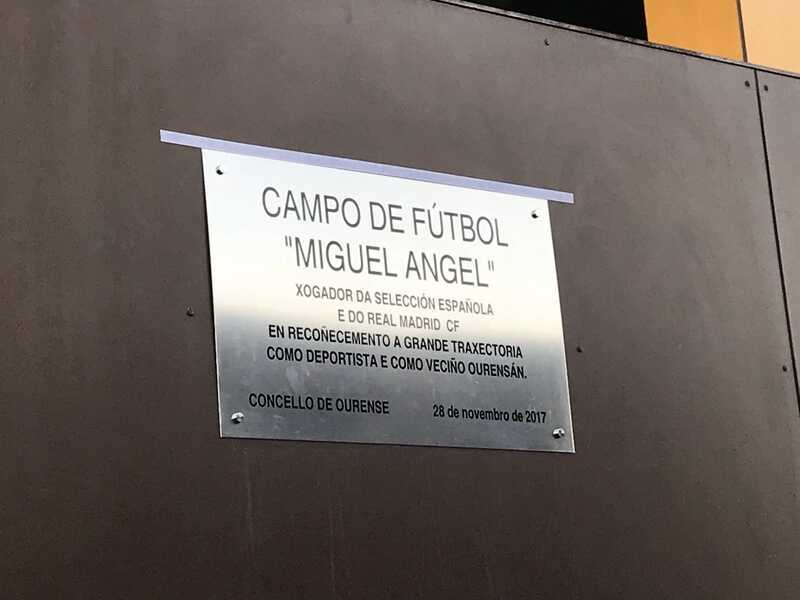 CAMPO DE FÚTBOL
"MIGUEL ANGEL"
XOGADOR DA SELECCIÓN ESPAÑOLA
E DO REAL MADRID CF
EN RECOÑECEMENTO A GRANDE TRAXECTORIA
COMO DEPORTISTA E COMO VECIÑO OURENSÁN.
CONCELLO DE OURENSE 28 de novembro de 2017